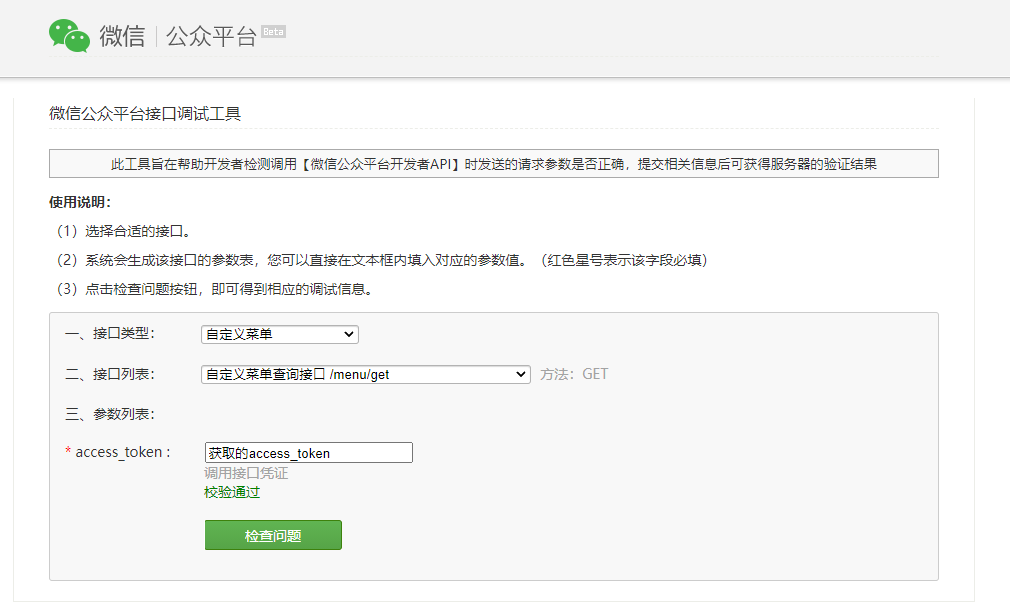 微信 公众平台 Beta
微信公众平台接口调试工具
此工具旨在帮助开发者检测调用【微信公众平台开发者API】时发送的请求参数是否正确，提交相关信息后可获得服务器的验证结果
使用说明：
（1）选择合适的接口。
（2）系统会生成该接口的参数表，您可以直接在文本框内填入对应的参数值。（红色星号表示该字段必填）
（3）点击检查问题按钮，即可得到相应的调试信息。
一、接口类型： 自定义菜单
二、接口列表： 自定义菜单查询接口 /menu/get 方法：GET
三、参数列表：
* access_token： 获取的access_token
调用接口凭证
校验通过
检查问题